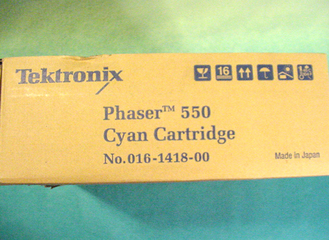 Tektronix
16
Phaser™ 550
Cyan Cartridge
No.016-1418-00
Made in Japan